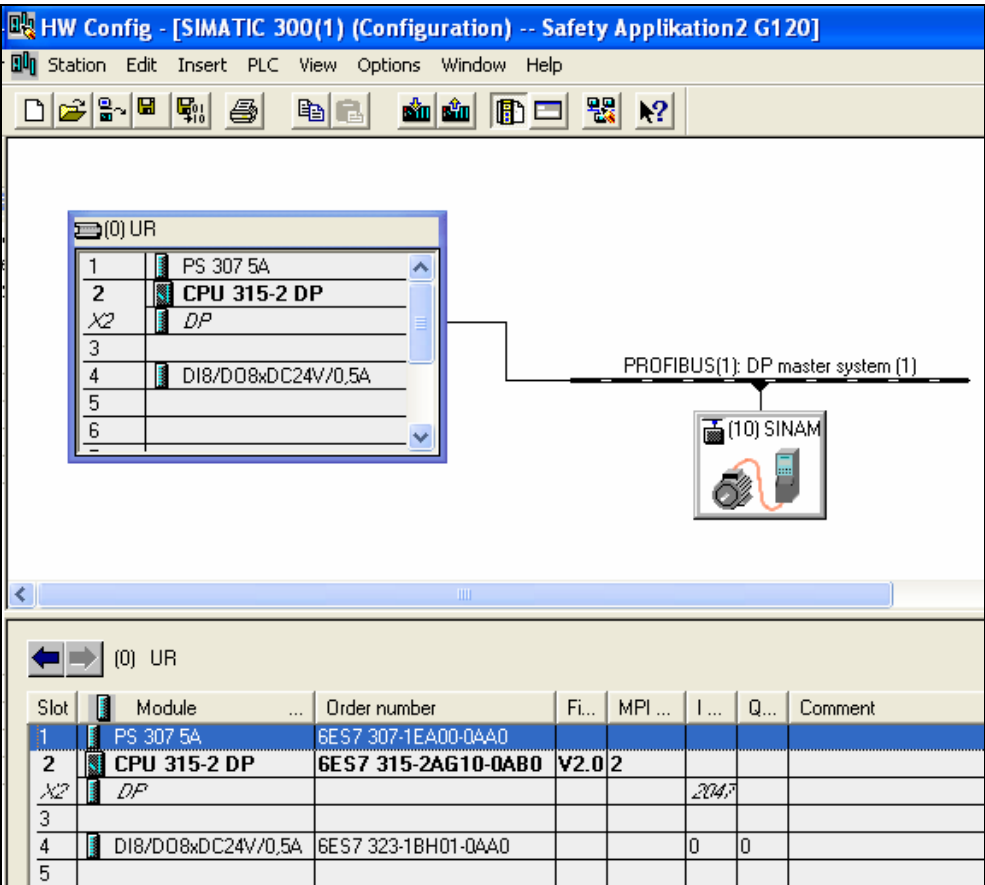 HW Config - [SIMATIC 300(1) (Configuration) -- Safety Applikation2 G120]
Station Edit Insert PLC View Options Window Help
(0) UR
1 PS 307 5A
2 CPU 315-2 DP
X2 DP
3
4 DI8/DO8xDC24V/0,5A
5
6
PROFIBUS(1): DP master system (1)
(10) SINAM
(0) UR
Slot Module ... Order number Fi... MPI ... I ... Q... Comment
1 PS 307 5A 6ES7 307-1EA00-0AA0
2 CPU 315-2 DP 6ES7 315-2AG10-0AB0 V2.0 2
X2 DP 2047
3
4 DI8/DO8xDC24V/0,5A 6ES7 323-1BH01-0AA0 0 0
5